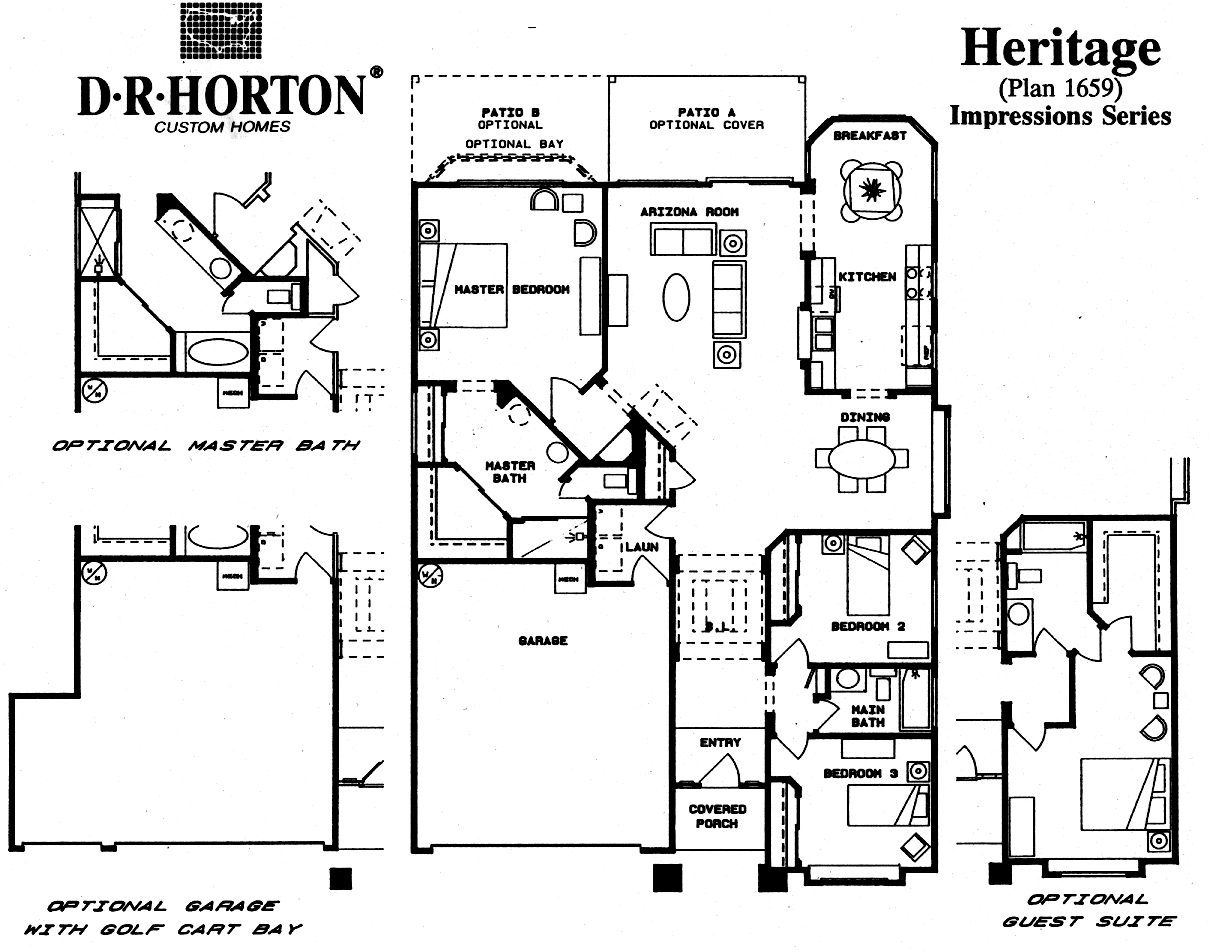 D·R·HORTON®
CUSTOM HOMES
Heritage
(Plan 1659)
Impressions Series
PATIO B
OPTIONAL
OPTIONAL BAY
PATIO A
OPTIONAL COVER
BREAKFAST
ARIZONA ROOM
MASTER BEDROOM
KITCHEN
DW
REF
DINING
MASTER
BATH
LAUN
W/H
MECH
GARAGE
S.L.
BEDROOM 2
MAIN
BATH
ENTRY
BEDROOM 3
COVERED
PORCH
W/H
MECH
OPTIONAL MASTER BATH
W/H
MECH
OPTIONAL GARAGE
WITH GOLF CART BAY
OPTIONAL
GUEST SUITE